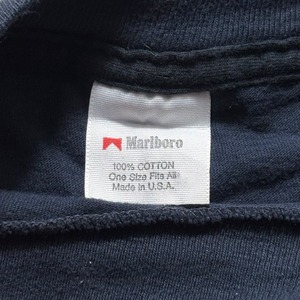 Marlboro
100% COTTON
One Size Fits All
Made in U.S.A.